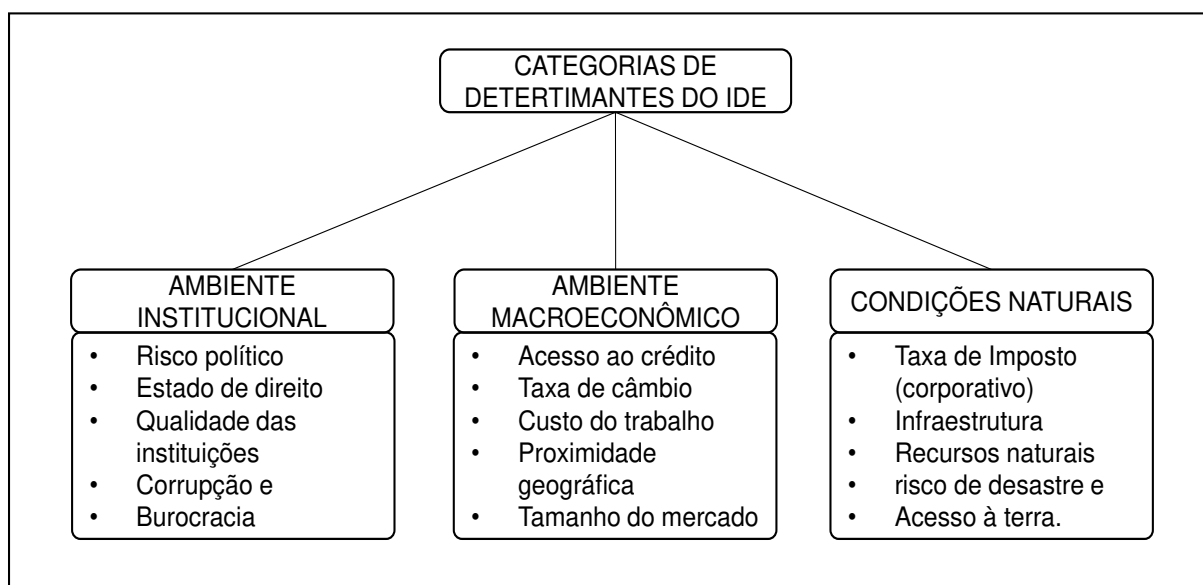 CATEGORIAS DE
DETERTIMANTES DO IDE
AMBIENTE
INSTITUCIONAL
• Risco político
• Estado de direito
• Qualidade das
instituições
• Corrupção e
• Burocracia
AMBIENTE
MACROECONÔMICO
• Acesso ao crédito
• Taxa de câmbio
• Custo do trabalho
• Proximidade
geográfica
• Tamanho do mercado
CONDIÇÕES NATURAIS
• Taxa de Imposto
(corporativo)
• Infraestrutura
• Recursos naturais
• risco de desastre e
• Acesso à terra.